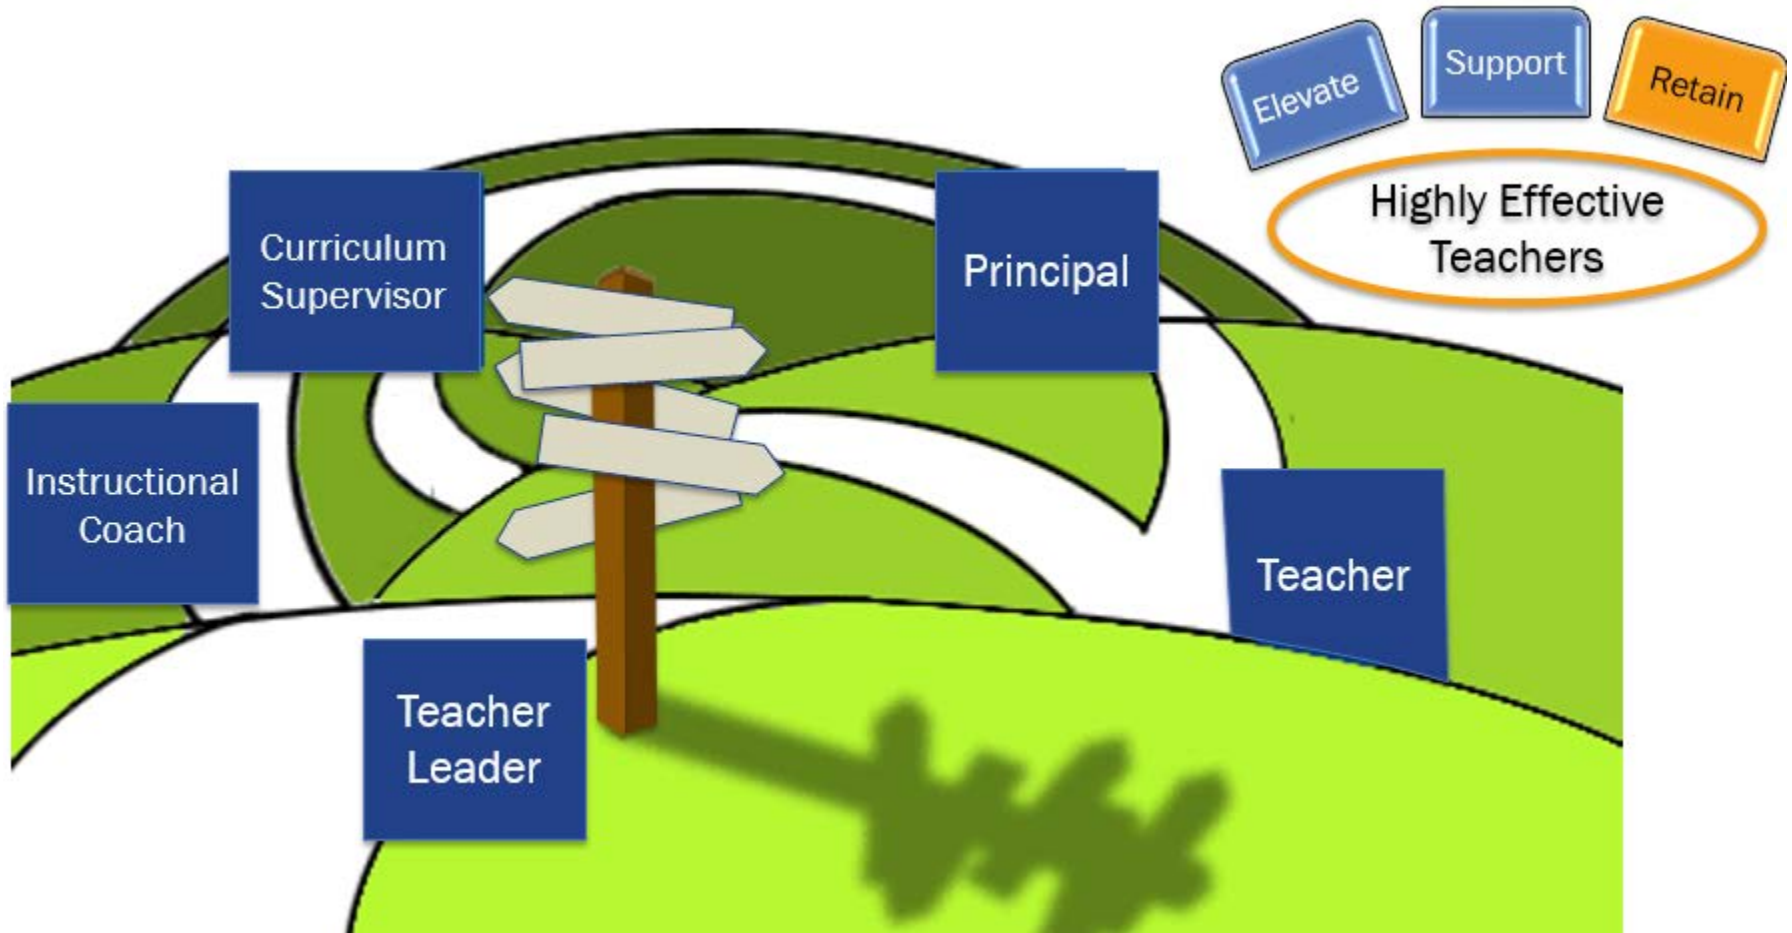 Elevate
Support
Retain
Highly Effective
Teachers
Curriculum
Supervisor
Principal
Instructional
Coach
Teacher
Teacher
Leader